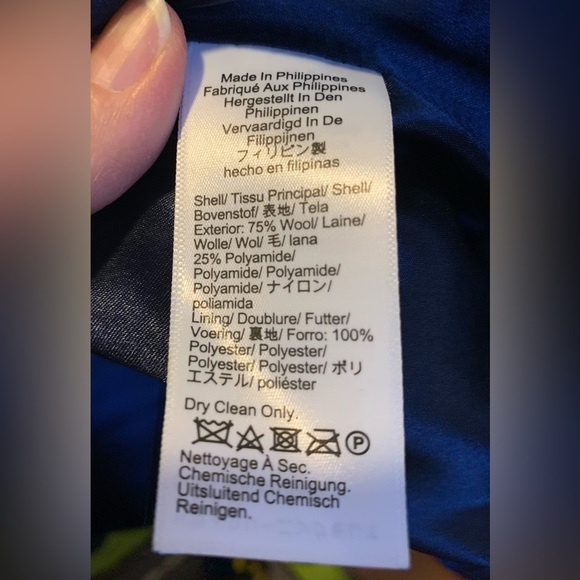 Made In Philippines
Fabriqué Aux Philippines
Hergestellt In Den
Philippinen
Vervaardigd In De
Filippijnen
フィリピン製
hecho en filipinas
Shell/ Tissu Principal/ Shell/
Bovenstof/ 表地/ Tela
Exterior: 75% Wool/ Laine/
Wolle/ Wol/ 毛/ lana
25% Polyamide/
Polyamide/ Polyamide/
Polyamide/ ナイロン/
poliamida
Lining/ Doublure/ Futter/
Voering/ 裏地/ Forro: 100%
Polyester/ Polyester/
Polyester/ Polyester/ ポリ
エステル/ poliéster
Dry Clean Only.
P
Nettoyage À Sec.
Chemische Reinigung.
Uitsluitend Chemisch
Reinigen.